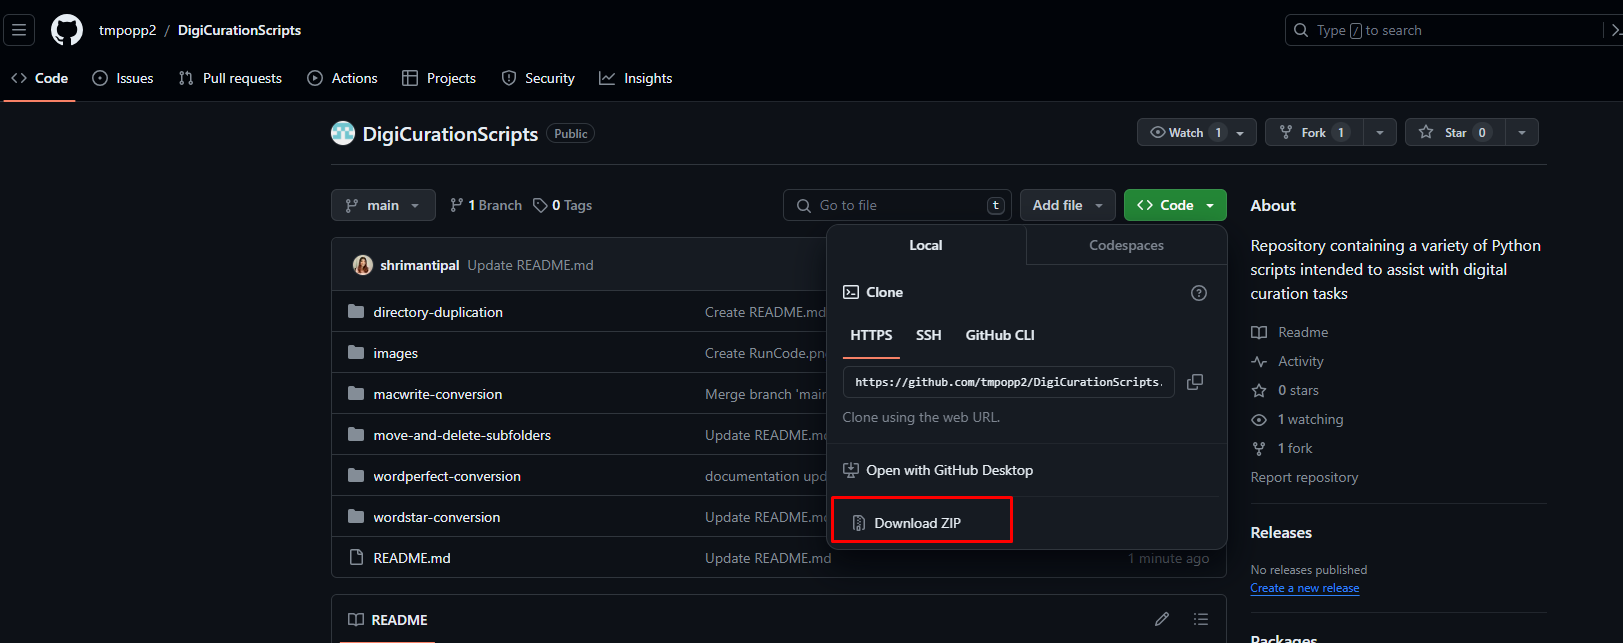 tmpopp2 / DigiCurationScripts
Type / to search
Code Issues Pull requests Actions Projects Security Insights
DigiCurationScripts Public
Watch 1 Fork 1 Star 0
main 1 Branch 0 Tags Go to file t Add file Code
About
Local Codespaces
Repository containing a variety of Python
scripts intended to assist with digital
curation tasks
shrimantipal Update README.md
Clone
directory-duplication Create README.md
Readme
HTTPS SSH GitHub CLI
images Create RunCode.pn
Activity
https://github.com/tmpopp2/DigiCurationScripts.
macwrite-conversion Merge branch 'main
0 stars
Clone using the web URL.
1 watching
move-and-delete-subfolders Update README.md
1 fork
Open with GitHub Desktop
wordperfect-conversion documentation upd
Report repository
wordstar-conversion Update README.md
Download ZIP
Releases
README.md Update README.md 1 minute ago
No releases published
Create a new release
README
Packages